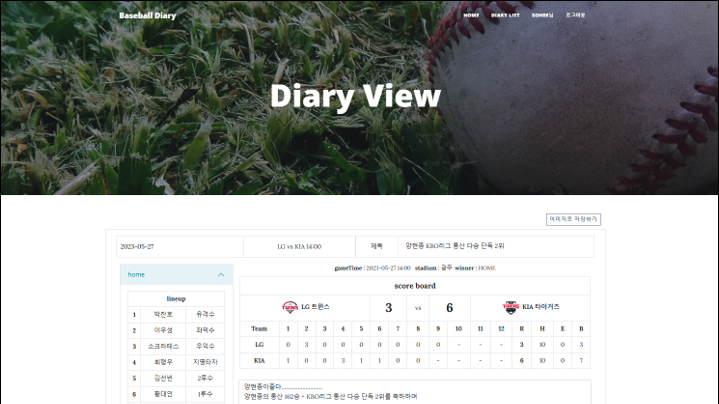 Baseball Diary
HOME DIARY LIST SOHEE님 로그아웃
Diary View
이미지로 저장하기
2023-05-27 LG vs KIA 14:00 제목 양현종 KBO리그 통산 다승 단독 2위
home
gameTime : 2023-05-27 14:00 stadium : 광주 winner : HOME
score board
LG 트윈스 3 vs 6 KIA 타이거즈
Team 1 2 3 4 5 6 7 8 9 10 11 12 R H E B
LG 0 3 0 0 0 0 0 0 0 - - - 3 10 0 3
KIA 1 0 0 3 1 1 0 0 - - - - 6 10 0 7
lineup
1 박찬호 유격수
2 이우성 좌익수
3 소크라테스 우익수
4 최형우 지명타자
5 김선빈 2루수
6 황대인 1루수
양현종이좋다..........................
양현종의 통산 162승 + KBO리그 통산 다승 단독 2위를 축하하며